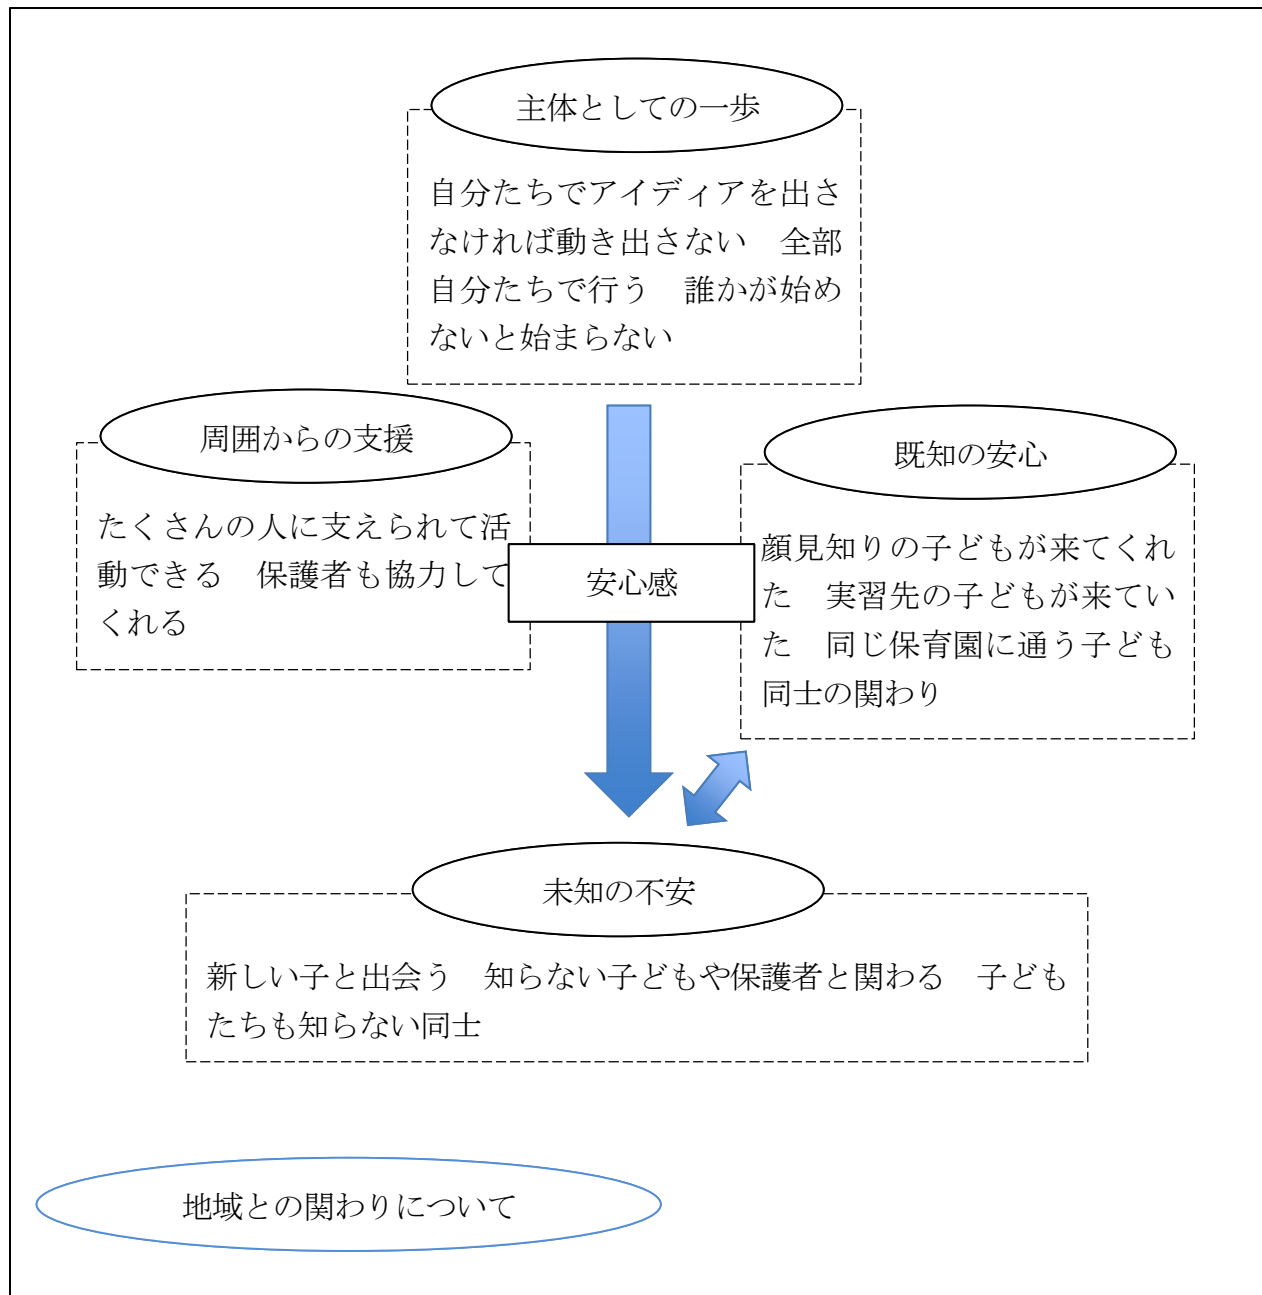 主体としての一歩
自分たちでアイディアを出さ
なければ動き出さない　全部
自分たちで行う　誰かが始め
ないと始まらない
周囲からの支援
たくさんの人に支えられて活
動できる　保護者も協力して
くれる
安心感
既知の安心
顔見知りの子どもが来てくれ
た　実習先の子どもが来てい
た　同じ保育園に通う子ども
同士の関わり
未知の不安
新しい子と出会う　知らない子どもや保護者と関わる　子ども
たちも知らない同士
地域との関わりについて